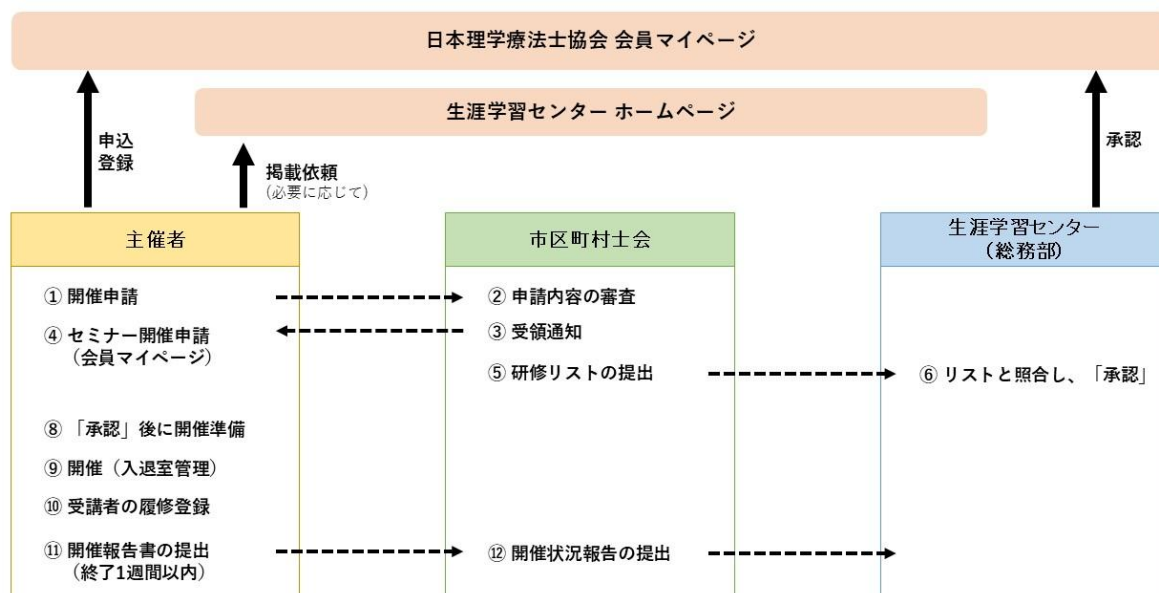 日本理学療法士協会 会員マイページ
生涯学習センター ホームページ
申込
登録
掲載依頼
(必要に応じて)
承認
主催者
① 開催申請
④ セミナー開催申請
(会員マイページ)
⑧ 「承認」後に開催準備
⑨ 開催（入退室管理）
⑩ 受講者の履修登録
⑪ 開催報告書の提出
(終了1週間以内)
市区町村士会
② 申請内容の審査
③ 受領通知
⑤ 研修リストの提出
⑫ 開催状況報告の提出
生涯学習センター
(総務部)
⑥ リストと照合し、「承認」